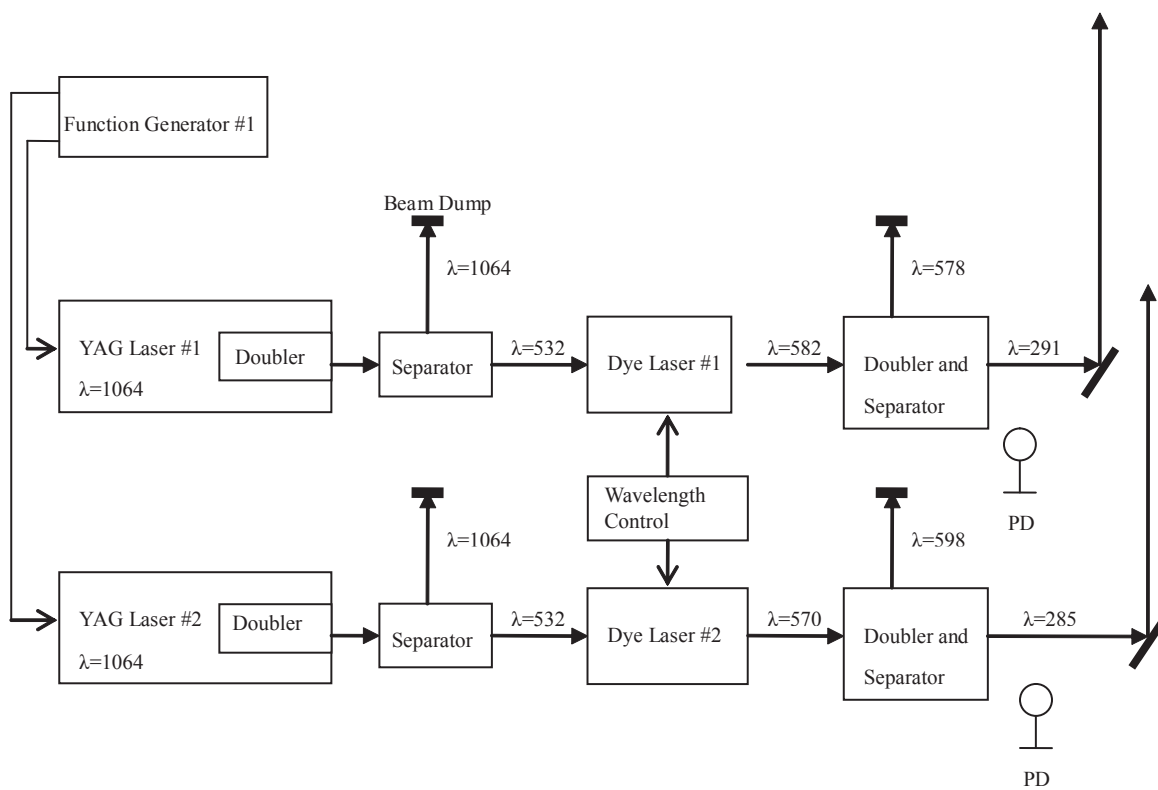 Function Generator #1
Beam Dump
λ=1064
λ=578
YAG Laser #1
λ=1064
Doubler
Separator
λ=532
Dye Laser #1
λ=582
Doubler and
Separator
λ=291
PD
Wavelength
Control
λ=1064
λ=598
YAG Laser #2
λ=1064
Doubler
Separator
λ=532
Dye Laser #2
λ=570
Doubler and
Separator
λ=285
PD